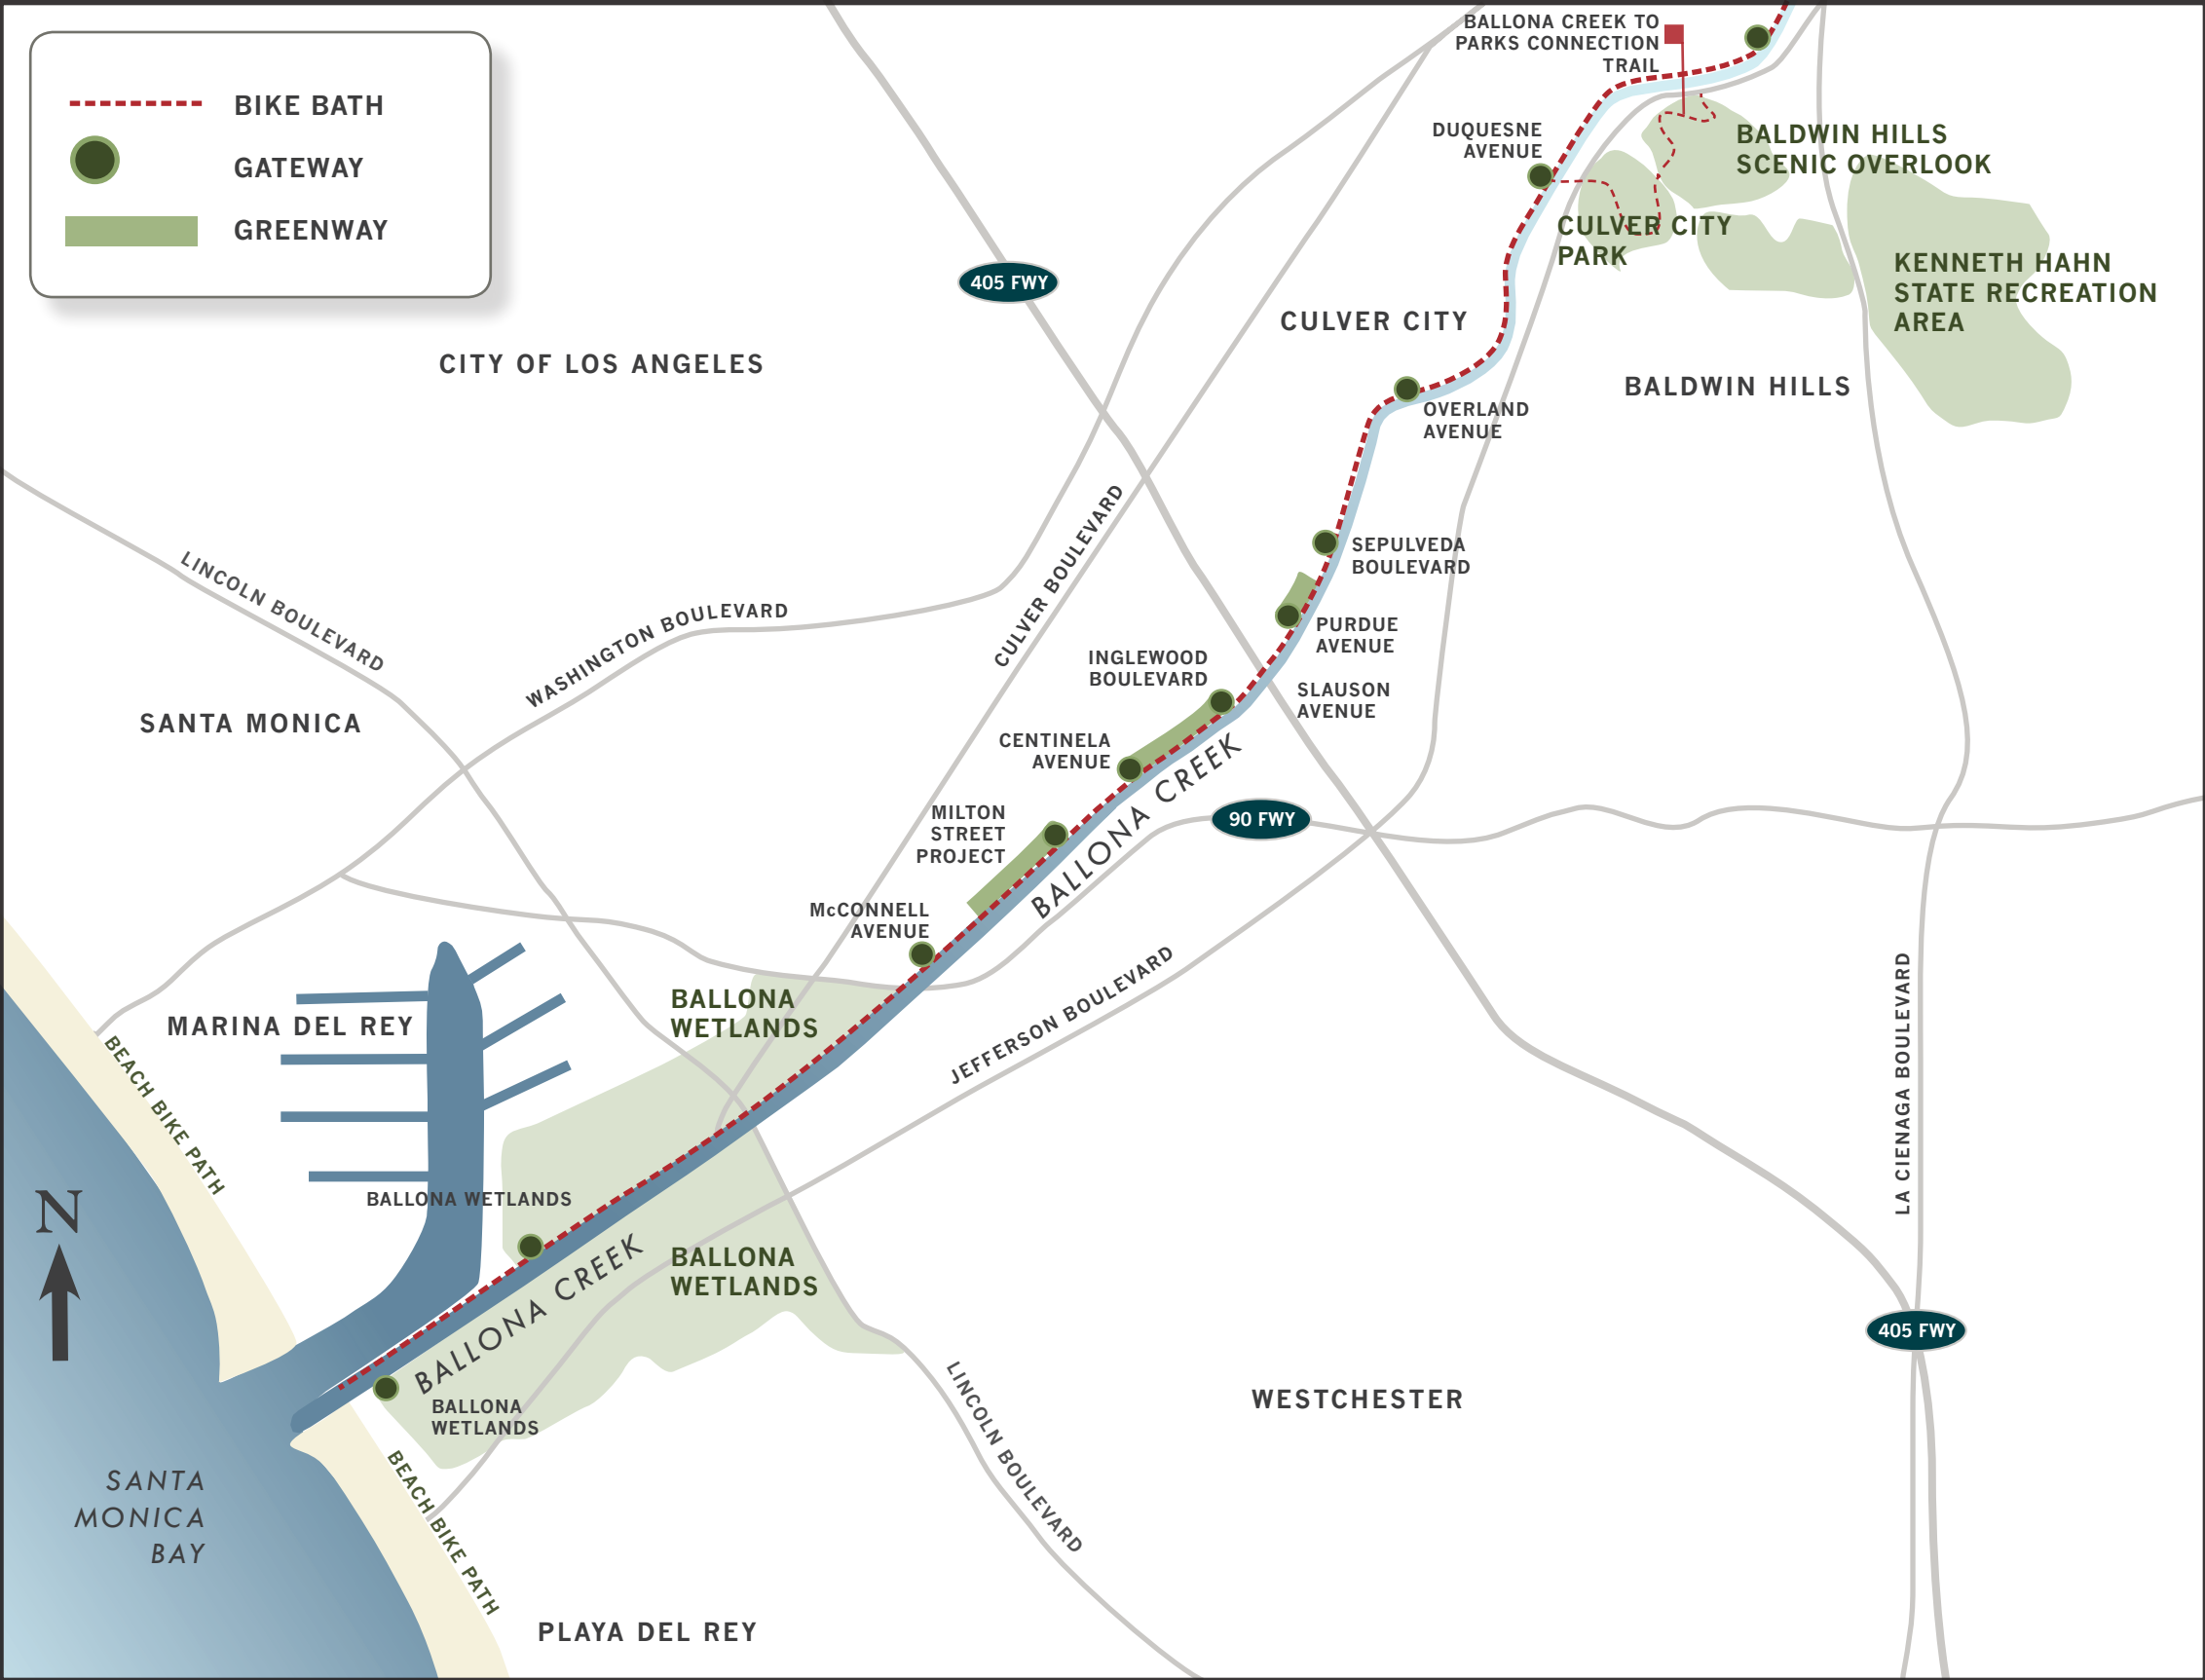 BIKE BATH
GATEWAY
GREENWAY
BALLONA CREEK TO
PARKS CONNECTION
TRAIL
DUQUESNE
AVENUE
BALDWIN HILLS
SCENIC OVERLOOK
CULVER CITY
PARK
KENNETH HAHN
STATE RECREATION
AREA
405 FWY
CULVER CITY
CITY OF LOS ANGELES
BALDWIN HILLS
OVERLAND
AVENUE
CULVER BOULEVARD
SEPULVEDA
BOULEVARD
LINCOLN BOULEVARD
WASHINGTON BOULEVARD
PURDUE
AVENUE
INGLEWOOD
BOULEVARD
SLAUSON
AVENUE
SANTA MONICA
CENTINELA
AVENUE
BALLONA CREEK
90 FWY
MILTON
STREET
PROJECT
McCONNELL
AVENUE
BALLONA
WETLANDS
MARINA DEL REY
JEFFERSON BOULEVARD
LA CIENAGA BOULEVARD
BEACH BIKE PATH
N
BALLONA WETLANDS
BALLONA CREEK
BALLONA
WETLANDS
405 FWY
BALLONA
WETLANDS
LINCOLN BOULEVARD
WESTCHESTER
BEACH BIKE PATH
SANTA
MONICA
BAY
PLAYA DEL REY